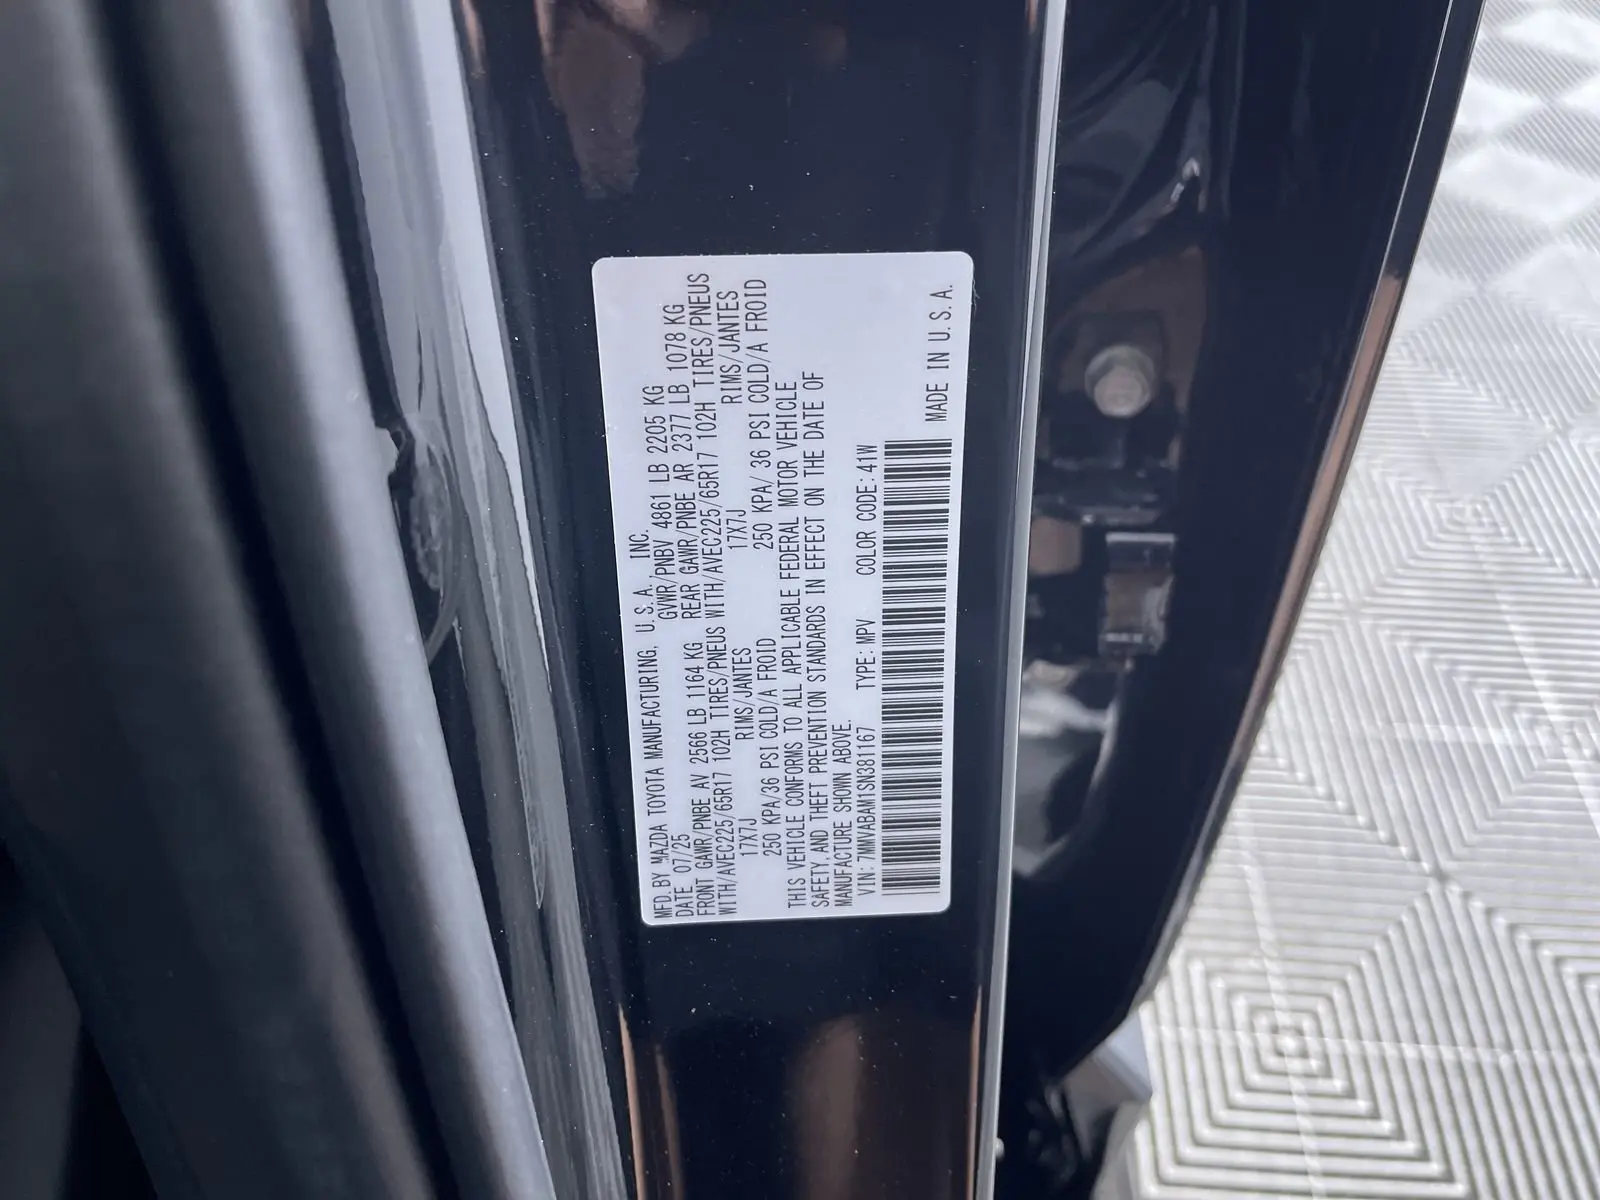 MFD. BY MAZDA TOYOTA MANUFACTURING, U. S. A. INC.
DATE 07/25 GVWR/PNBV 4861 LB 2205 KG
FRONT GAWR/PNBE AV 2566 LB 1164 KG REAR GAWR/PNBE AR 2377 LB 1078 KG
WITH/AVEC225/65R17 102H TIRES/PNEUS WITH/AVEC225/65R17 102H TIRES/PNEUS
17X7J RIMS/JANTES 17X7J RIMS/JANTES
250 KPA/36 PSI COLD/A FROID 250 KPA/ 36 PSI COLD/A FROID
THIS VEHICLE CONFORMS TO ALL APPLICABLE FEDERAL MOTOR VEHICLE
SAFETY, AND THEFT PREVENTION STANDARDS IN EFFECT ON THE DATE OF
MANUFACTURE SHOWN ABOVE.
VIN: 7MMVABAM1SN381167 TYPE: MPV COLOR CODE: 41W
MADE IN U. S. A.